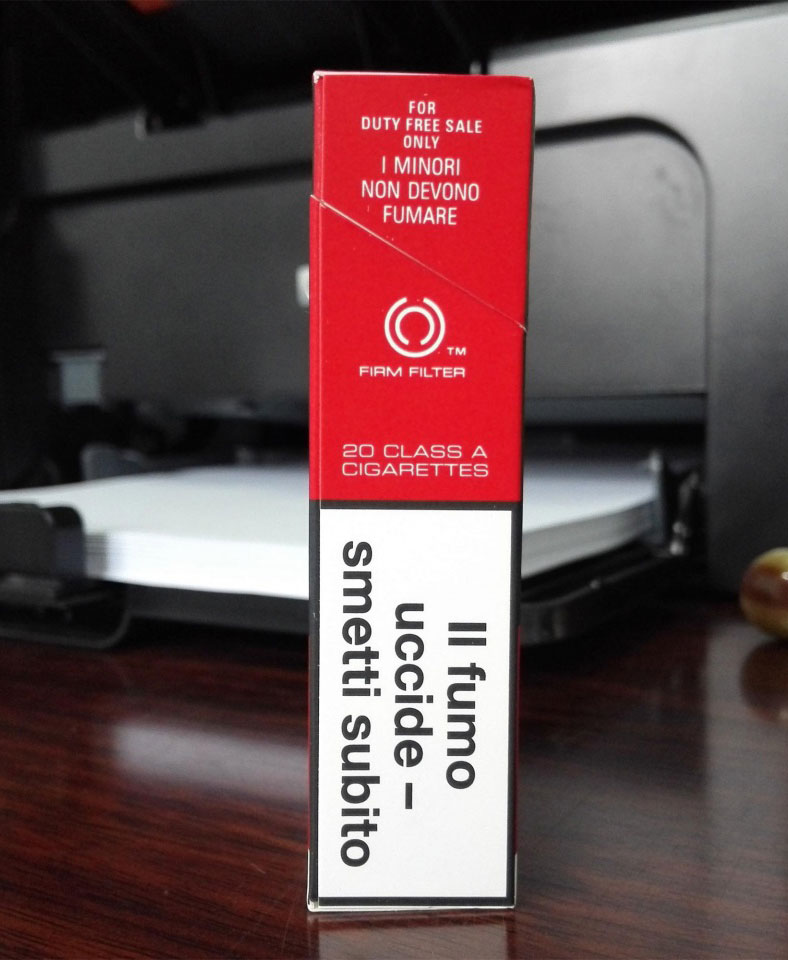 FOR
DUTY FREE SALE
ONLY
I MINORI
NON DEVONO
FUMARE
TM
FIRM FILTER
20 CLASS A
CIGARETTES
Il fumo
uccide –
smetti subito